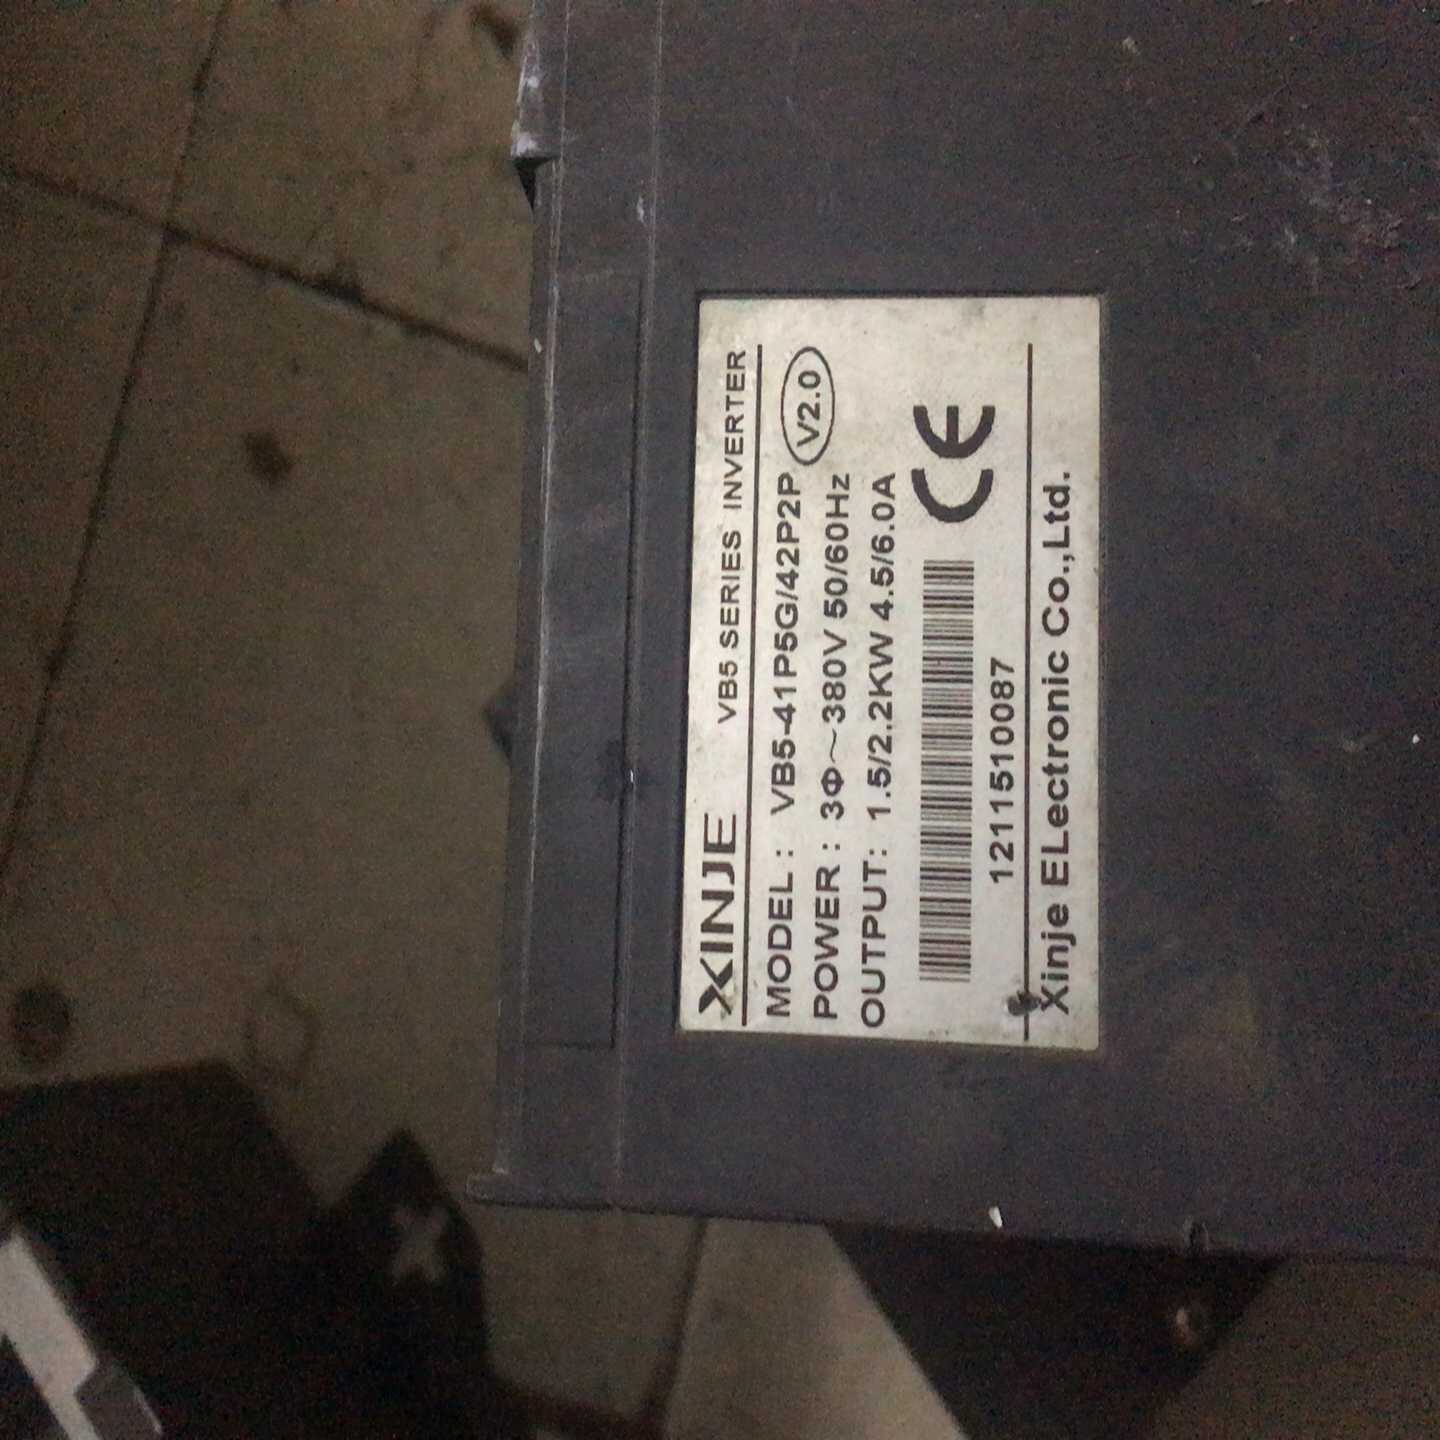 XINJE VB5 SERIES INVERTER
MODEL: VB5-41P5G/42P2P V2.0
POWER: 3Φ~380V 50/60Hz
OUTPUT: 1.5/2.2KW 4.5/6.0A
CE
1211510087
Xinje ELectronic Co.,Ltd.